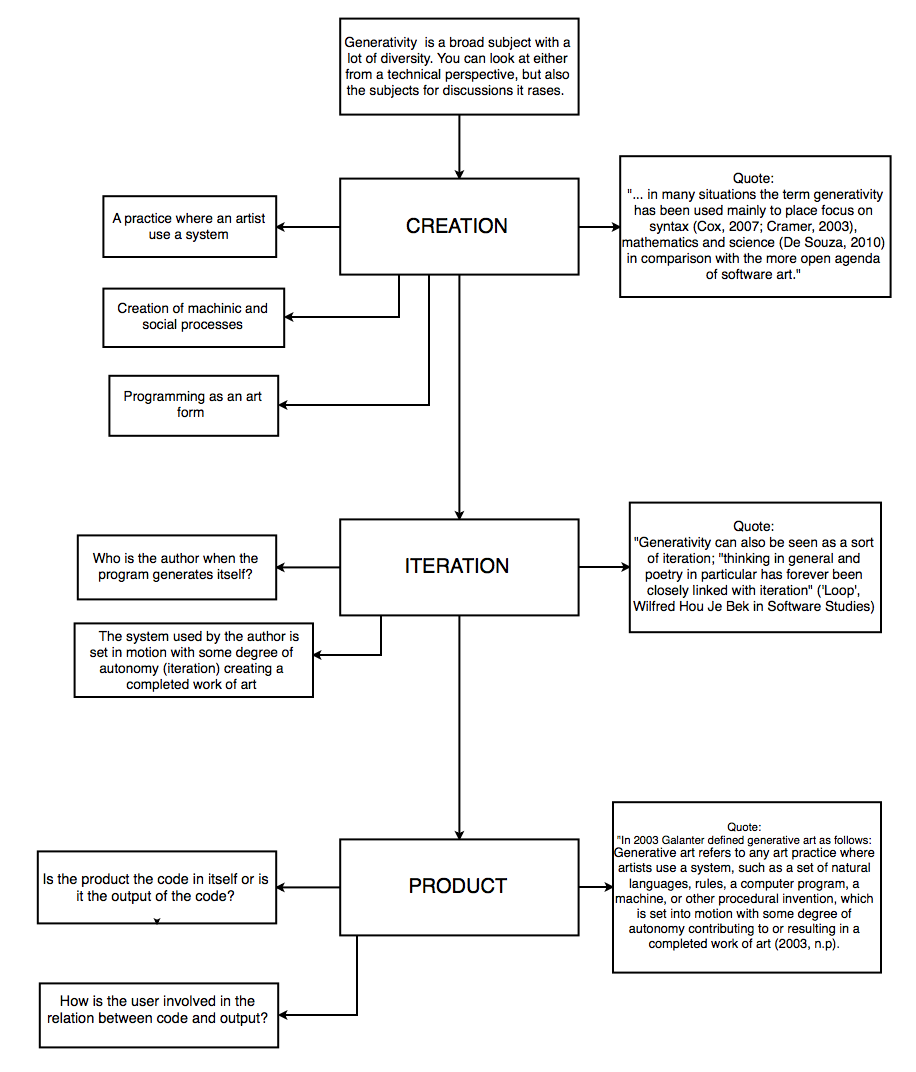 Generativity  is a broad subject with a
lot of diversity. You can look at either
from a technical perspective, but also
the subjects for discussions it rases.
CREATION
A practice where an artist
use a system
Quote:
"... in many situations the term generativity
has been used mainly to place focus on
syntax (Cox, 2007; Cramer, 2003),
mathematics and science (De Souza, 2010)
in comparison with the more open agenda
of software art."
Creation of machinic and
social processes
Programming as an art
form
ITERATION
Who is the author when the
program generates itself?
Quote:
"Generativity can also be seen as a sort
of iteration; "thinking in general and
poetry in particular has forever been
closely linked with iteration" ('Loop',
Wilfred Hou Je Bek in Software Studies)
The system used by the author is
set in motion with some degree of
autonomy (iteration) creating a
completed work of art
PRODUCT
Is the product the code in itself or is
it the output of the code?
Quote:
"In 2003 Galanter defined generative art as follows:
Generative art refers to any art practice where
artists use a system, such as a set of natural
languages, rules, a computer program, a
machine, or other procedural invention, which
is set into motion with some degree of
autonomy contributing to or resulting in a
completed work of art (2003, n.p).
How is the user involved in the
relation between code and output?